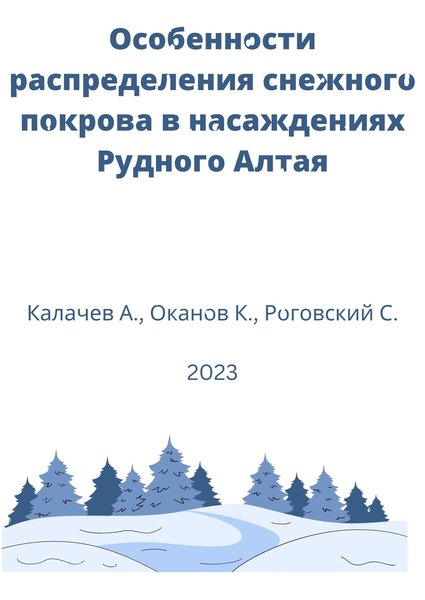 Особенности
распределения снежного
покрова в насаждениях
Рудного Алтая
Калачев А., Оканов К., Роговский С.
2023